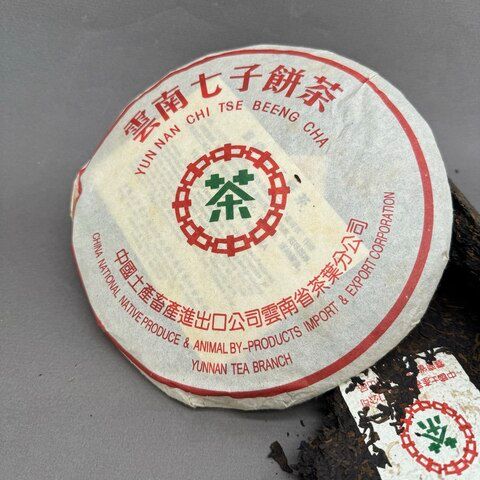 雲南七子餅茶
YUNNAN CHI TSE BEENG CHA
茶
中國土產畜產進出口公司雲南省茶葉分公司
CHINA NATIONAL NATIVE PRODUCE & ANIMAL BY-PRODUCTS IMPORT & EXPORT CORPORATION
YUNNAN TEA BRANCH
茶